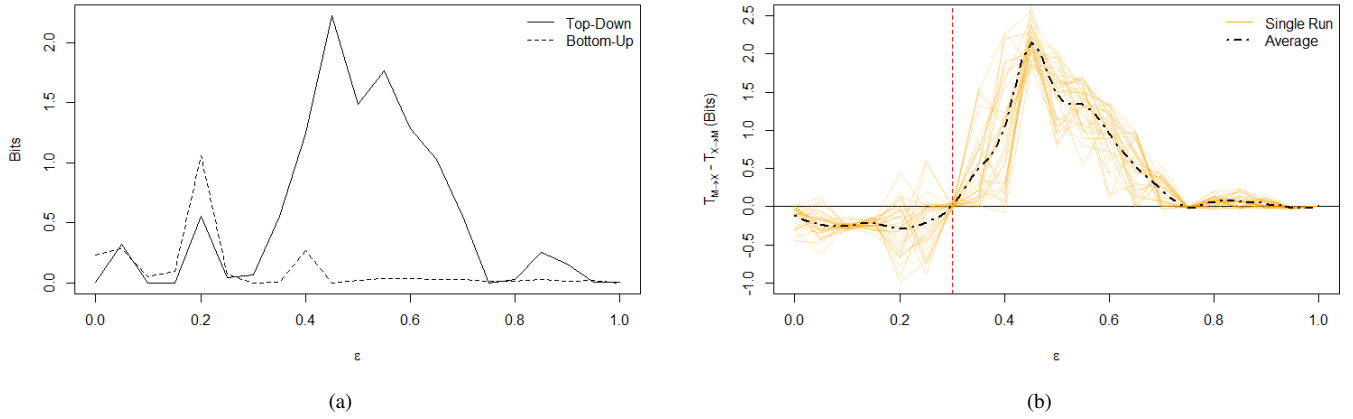 Top-Down
Bottom-Up
Bits
0.0 0.5 1.0 1.5 2.0
0.0 0.2 0.4 0.6 0.8 1.0
ε
(a)
Single Run
Average
T_{M→X} - T_{X→M} (Bits)
-1.0 -0.5 0.0 0.5 1.0 1.5 2.0 2.5
0.0 0.2 0.4 0.6 0.8 1.0
ε
(b)